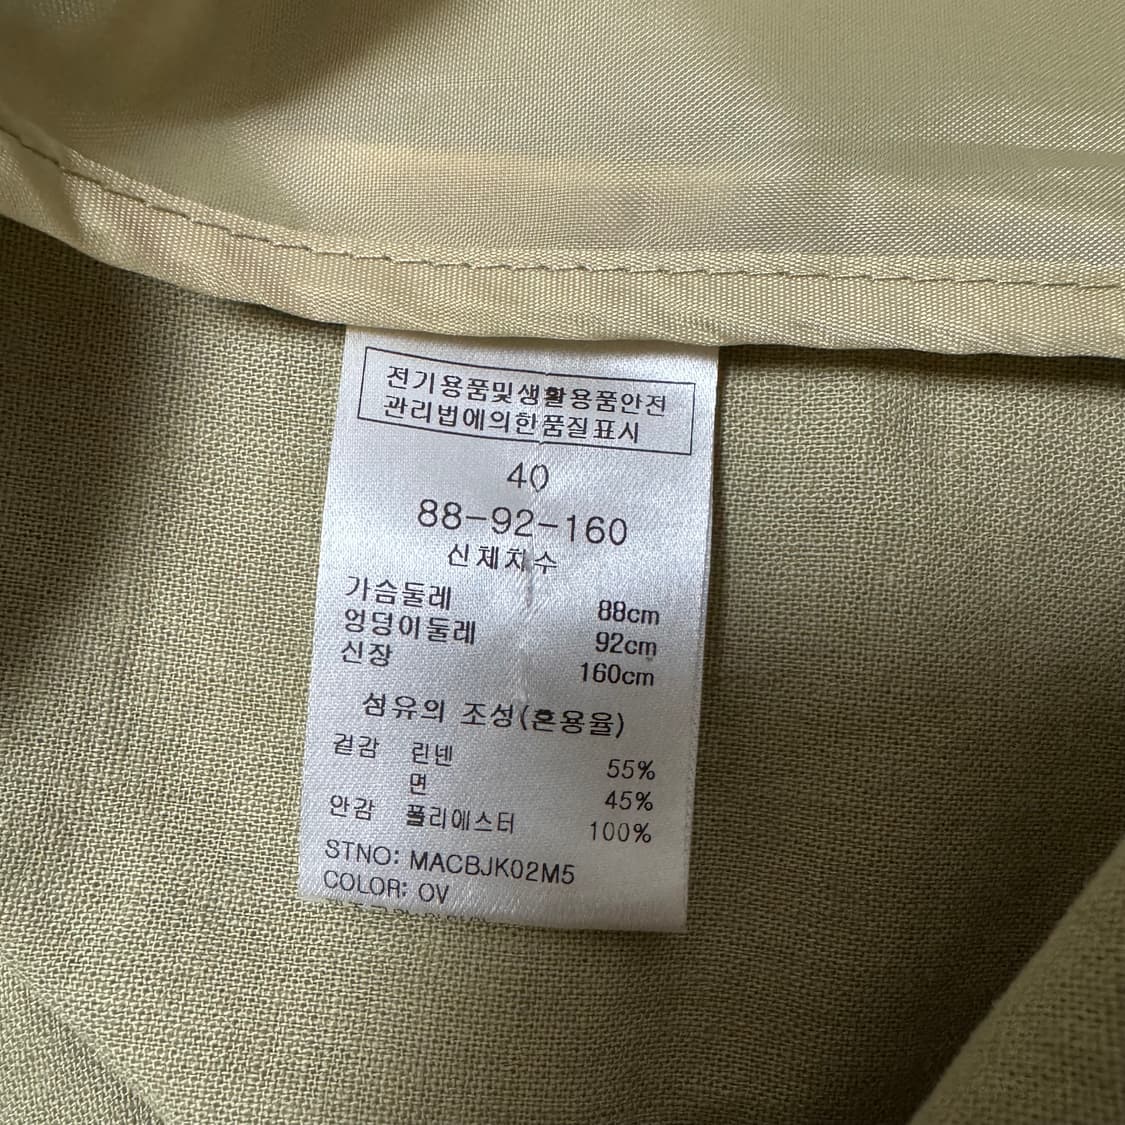 전기용품및생활용품안전
관리법에의한품질표시
40
88-92-160
신체치수
가슴둘레 88cm
엉덩이둘레 92cm
신장 160cm
섬유의 조성(혼용율)
겉감 린넨 55%
면 45%
안감 폴리에스터 100%
STNO: MACBJK02M5
COLOR: OV